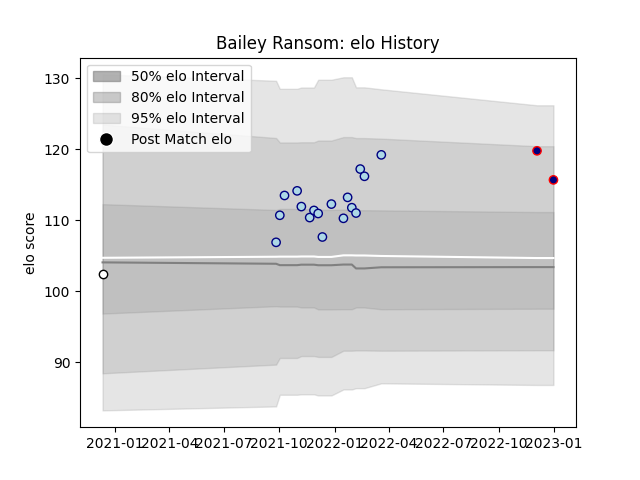 Bailey Ransom: elo History
50% elo Interval
80% elo Interval
95% elo Interval
Post Match elo
elo score
130
120
110
100
90
2021-01 2021-04 2021-07 2021-10 2022-01 2022-04 2022-07 2022-10 2023-01